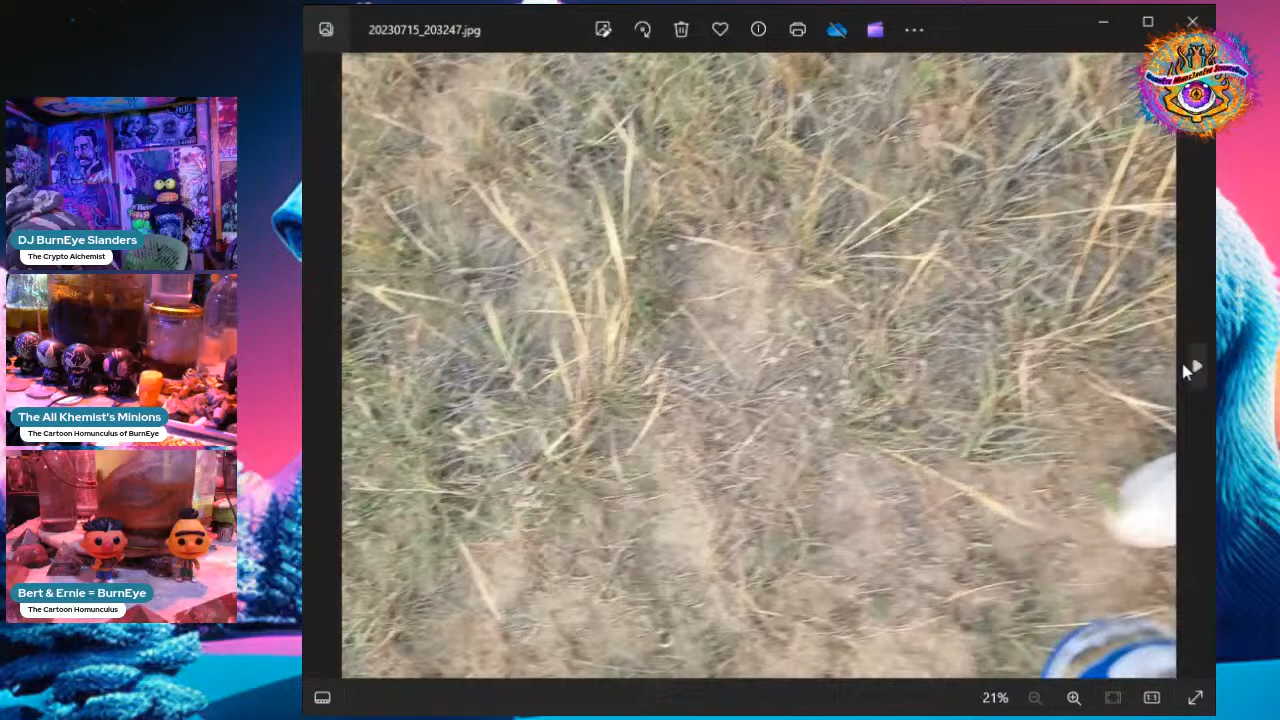 20230715_203247.jpg
DJ BurnEye Slanders
The Crypto Alchemist
The Ali Khemist's Minions
The Cartoon Homunculus of BurnEye
Bert & Ernie = BurnEye
The Cartoon Homunculus
21%